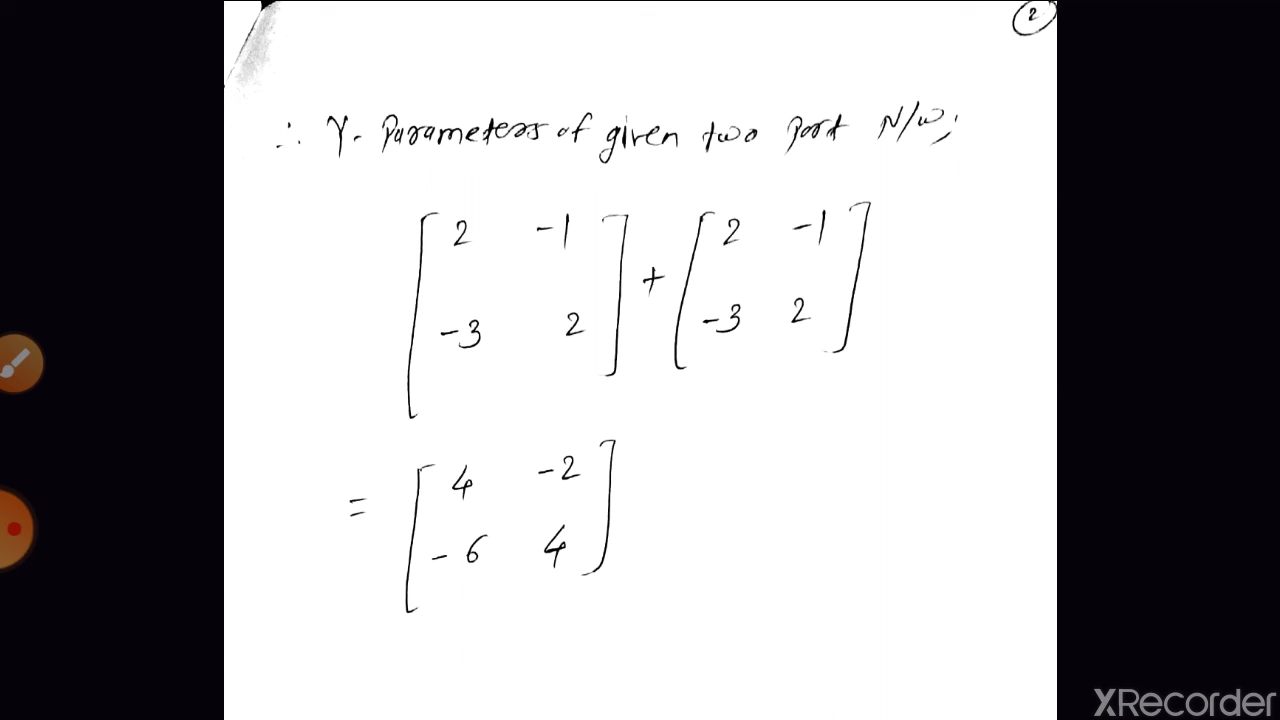 2
∴ Y- Parameters of given two port N/w;
[ 2 -1 ] + [ 2 -1 ]
[ -3 2 ] [ -3 2 ]
= [ 4 -2 ]
[ -6 4 ]
XRecorder